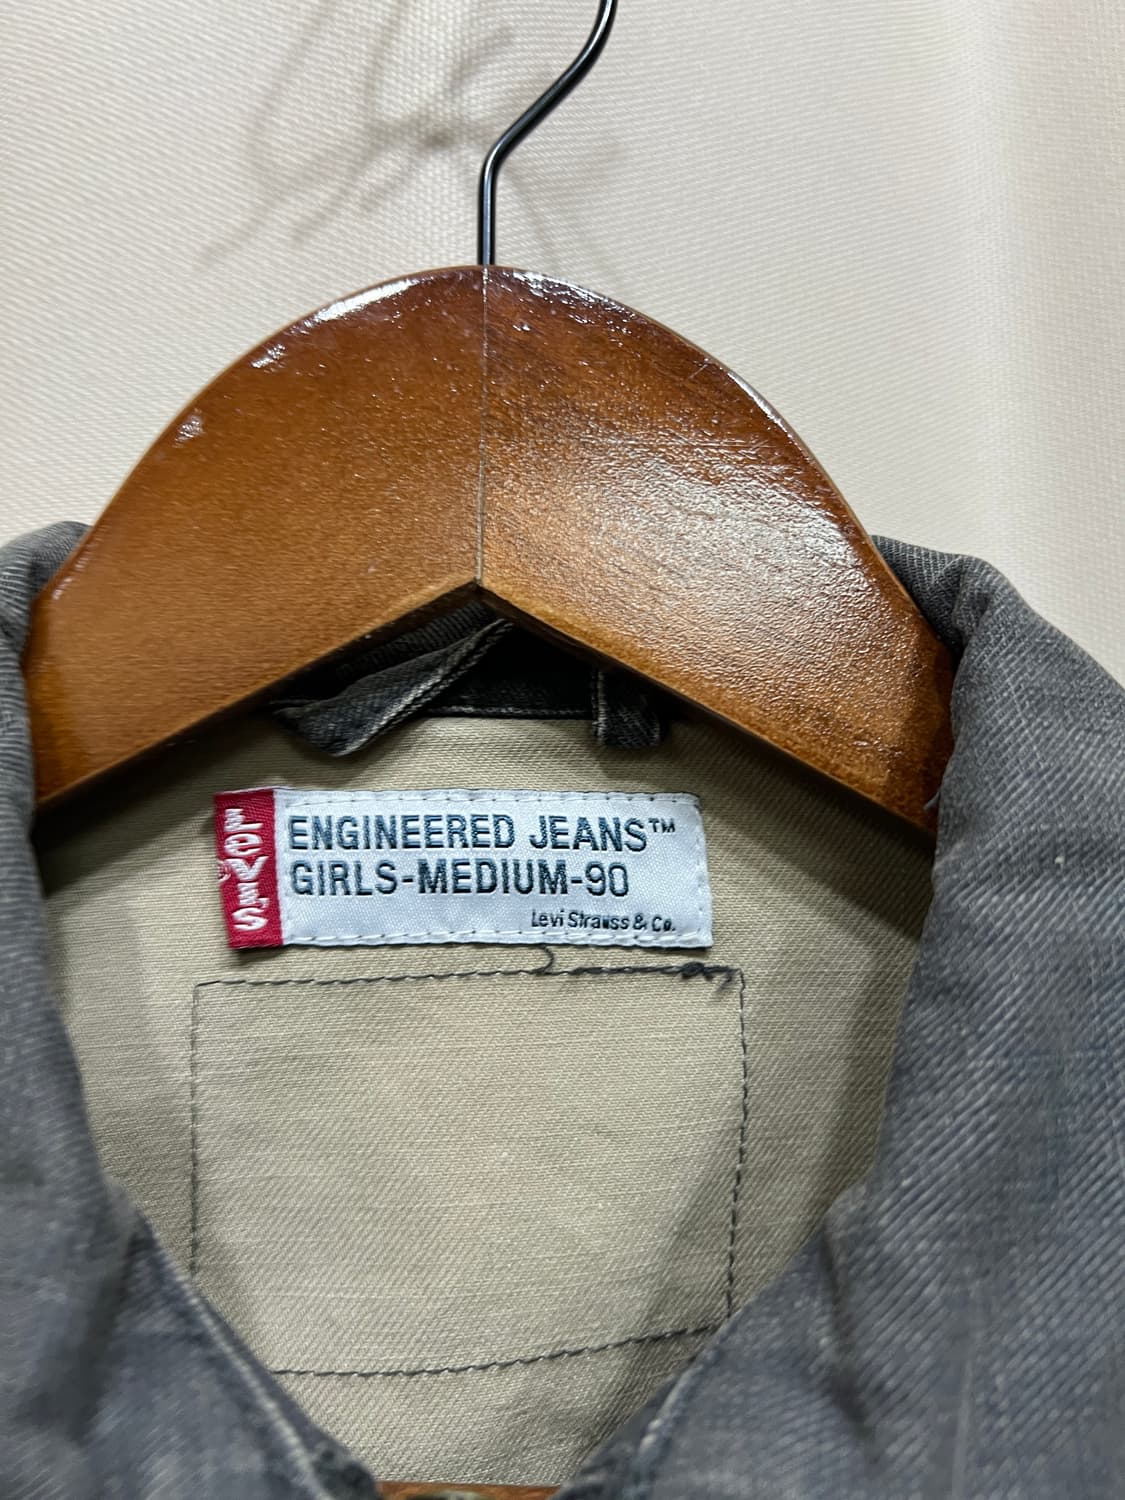 LEVI'S
ENGINEERED JEANS™
GIRLS-MEDIUM-90
Levi Strauss & Co.